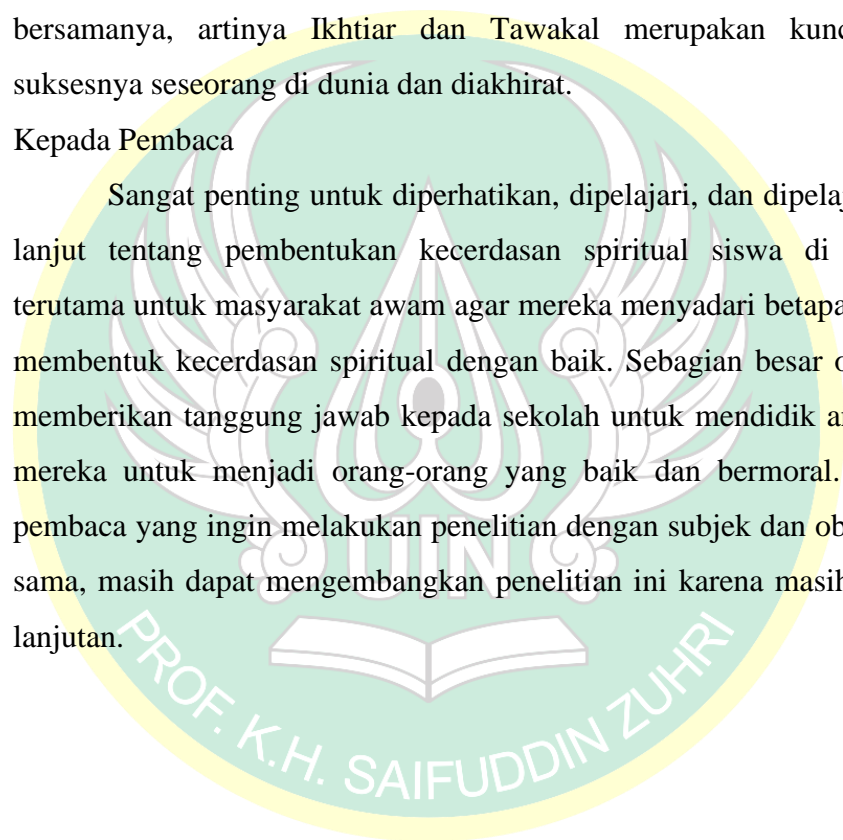 bersamanya, artinya Ikhtiar dan Tawakal merupakan
suksesnya seseorang di dunia dan diakhirat.
Kepada Pembaca
Sangat penting untuk diperhatikan, dipelajari, dan
lanjut tentang pembentukan kecerdasan spiritual siswa di
terutama untuk masyarakat awam agar mereka menyadari
membentuk kecerdasan spiritual dengan baik. Sebagian besar
memberikan tanggung jawab kepada sekolah untuk mendidik
mereka untuk menjadi orang-orang yang baik dan bermoral.
pembaca yang ingin melakukan penelitian dengan subjek dan
sama, masih dapat mengembangkan penelitian ini karena masih
lanjutan.
UIN
PROF. K.H. SAIFUDDIN ZUHRI